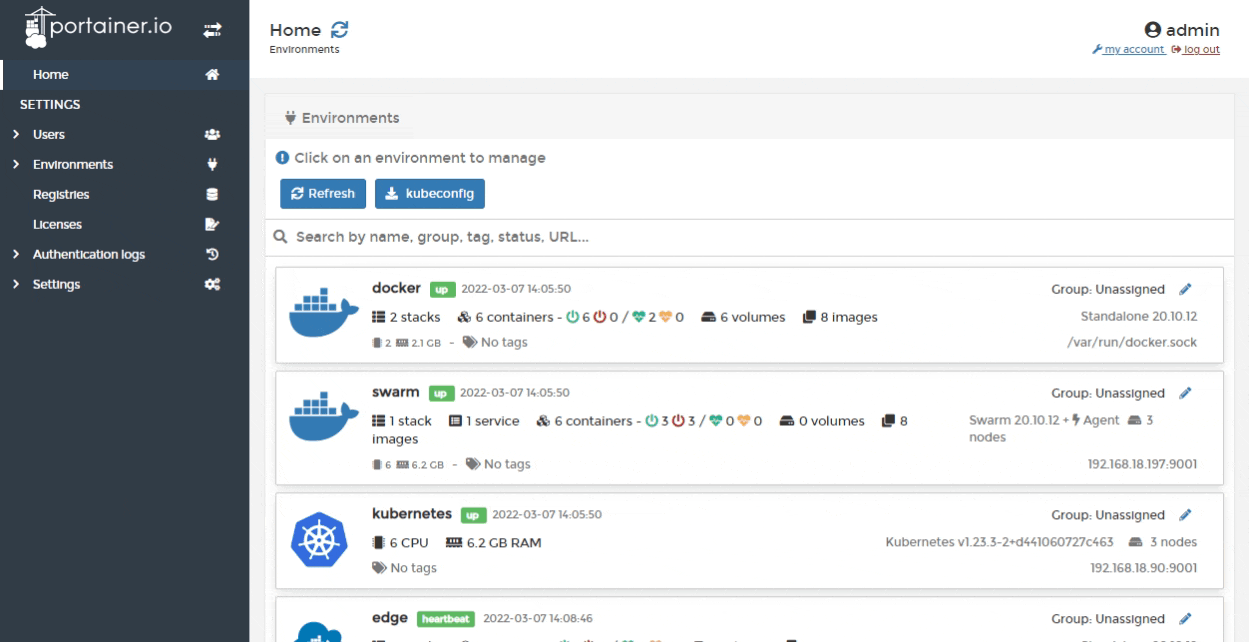 portainer.io
Home
SETTINGS
Users
Environments
Registries
Licenses
Authentication logs
Settings
Home
Environments
admin
my account log out
Environments
Click on an environment to manage
Refresh kubeconfig
Search by name, group, tag, status, URL...
docker up 2022-03-07 14:05:50 Group: Unassigned
2 stacks 6 containers - 6 0 / 2 0 6 volumes 8 images Standalone 20.10.12
2 2.1 GB - No tags /var/run/docker.sock
swarm up 2022-03-07 14:05:50 Group: Unassigned
1 stack 1 service 6 containers - 3 3 / 0 0 0 volumes 8 Swarm 20.10.12 + Agent 3
images nodes
6 6.2 GB - No tags 192.168.18.197:9001
kubernetes up 2022-03-07 14:05:50 Group: Unassigned
6 CPU 6.2 GB RAM Kubernetes v1.23.3-2+d441060727c463 3 nodes
No tags 192.168.18.90:9001
edge heartbeat 2022-03-07 14:08:46 Group: Unassigned